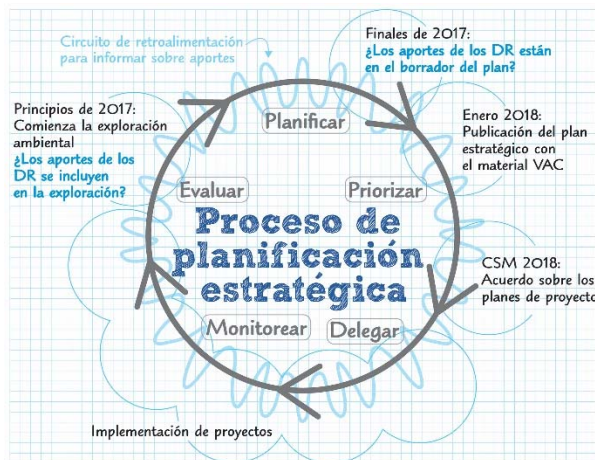 Circuito de retroalimentación
para informar sobre aportes
Finales de 2017:
¿Los aportes de los DR están
en el borrador del plan?
Principios de 2017:
Comienza la exploración
ambiental
¿Los aportes de los
DR se incluyen
en la exploración?
Planificar
Enero 2018:
Publicación del plan
estratégico con
el material VAC
Evaluar
Priorizar
Proceso de
planificación
estratégica
CSM 2018:
Acuerdo sobre los
planes de proyecto
Monitorear
Delegar
Implementación de proyectos